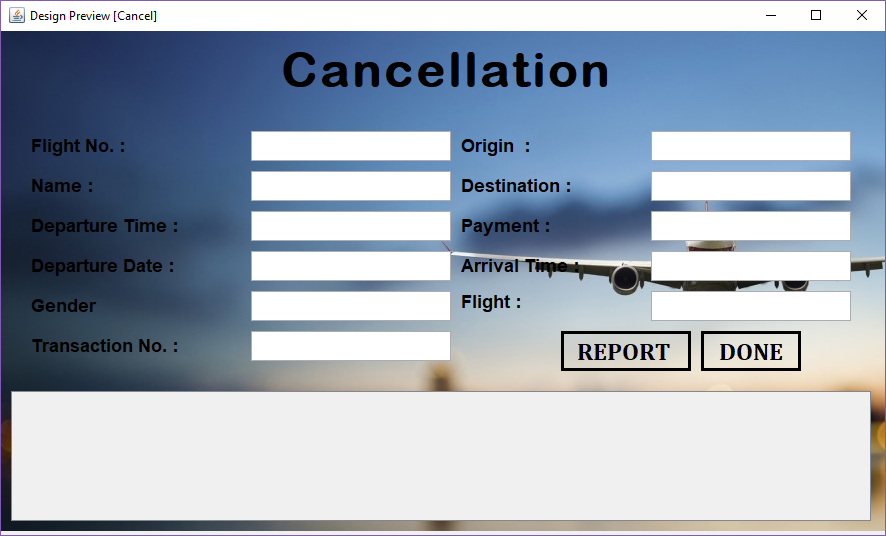 Design Preview [Cancel]
Cancellation
Flight No. :
Origin :
Name :
Destination :
Departure Time :
Payment :
Departure Date :
Arrival Time :
Gender
Flight :
Transaction No. :
REPORT
DONE